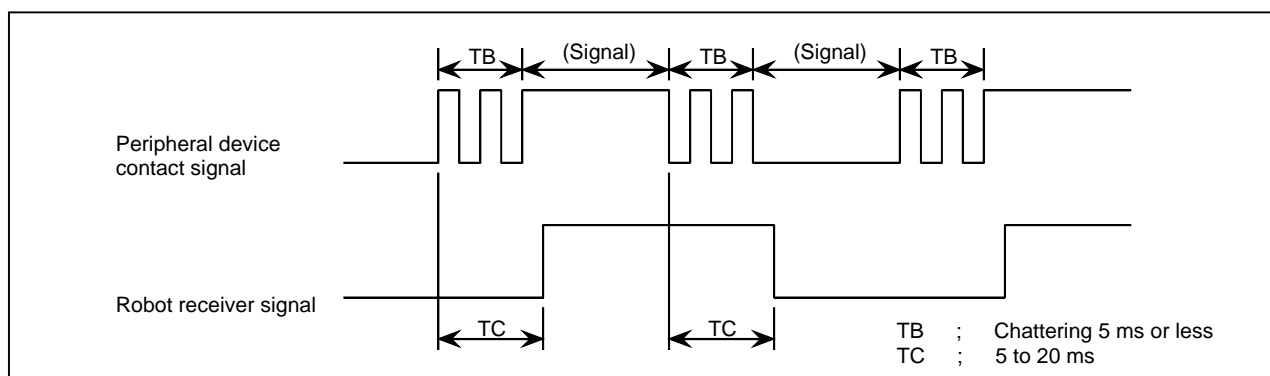 TB (Signal) TB (Signal) TB
Peripheral device
contact signal
Robot receiver signal
TC TC
TB ; Chattering 5 ms or less
TC ; 5 to 20 ms